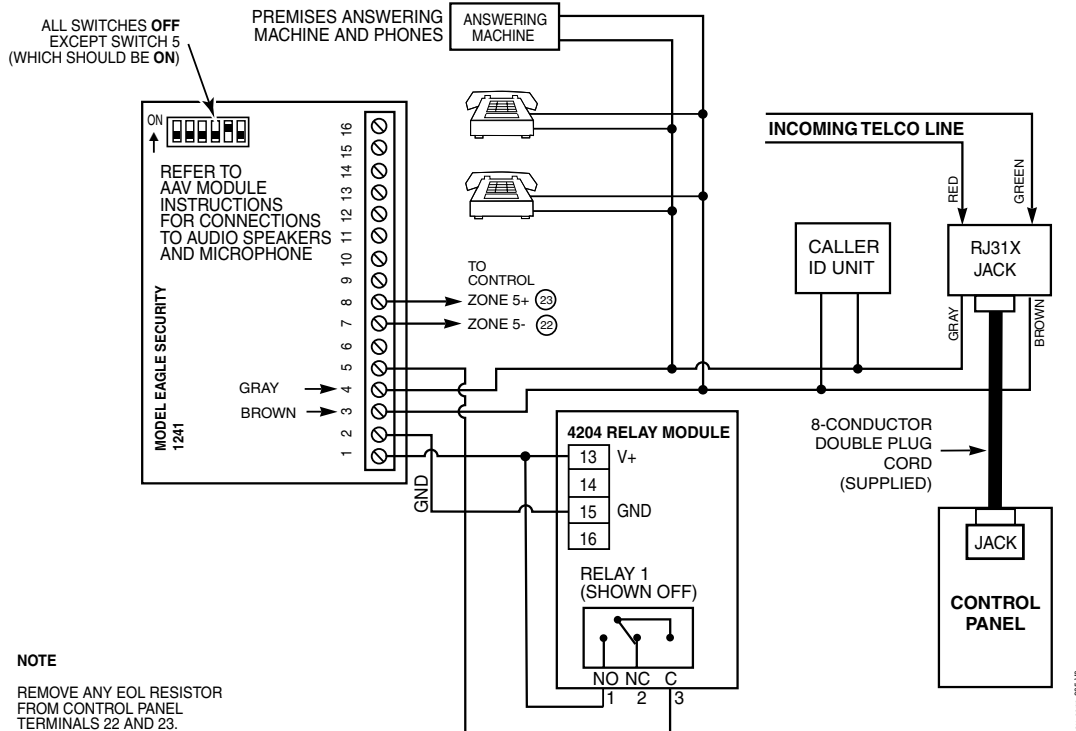 ALL SWITCHES OFF
EXCEPT SWITCH 5
(WHICH SHOULD BE ON)
PREMISES ANSWERING
MACHINE AND PHONES
ANSWERING
MACHINE
ON
REFER TO
AAV MODULE
INSTRUCTIONS
FOR CONNECTIONS
TO AUDIO SPEAKERS
AND MICROPHONE
MODEL EAGLE SECURITY
1241
16
15
14
13
12
11
10
9
8
7
6
5
4
3
2
1
GRAY
BROWN
TO
CONTROL
ZONE 5+ 23
ZONE 5- 22
INCOMING TELCO LINE
RED
GREEN
CALLER
ID UNIT
RJ31X
JACK
GRAY
BROWN
8-CONDUCTOR
DOUBLE PLUG
CORD
(SUPPLIED)
JACK
CONTROL
PANEL
GND
4204 RELAY MODULE
13 V+
14
15 GND
16
RELAY 1
(SHOWN OFF)
NO NC C
1 2 3
NOTE
REMOVE ANY EOL RESISTOR
FROM CONTROL PANEL
TERMINALS 22 AND 23.